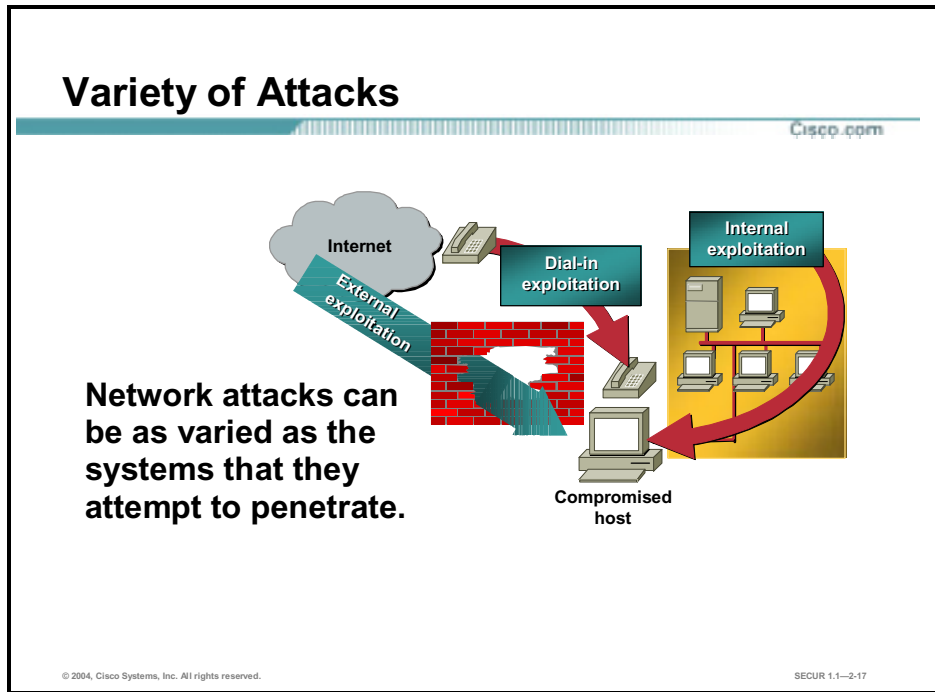 Variety of Attacks
Cisco.com
Internet
External
exploitation
Dial-in
exploitation
Internal
exploitation
Network attacks can
be as varied as the
systems that they
attempt to penetrate.
Compromised
host
© 2004, Cisco Systems, Inc. All rights reserved.
SECUR 1.1—2-17